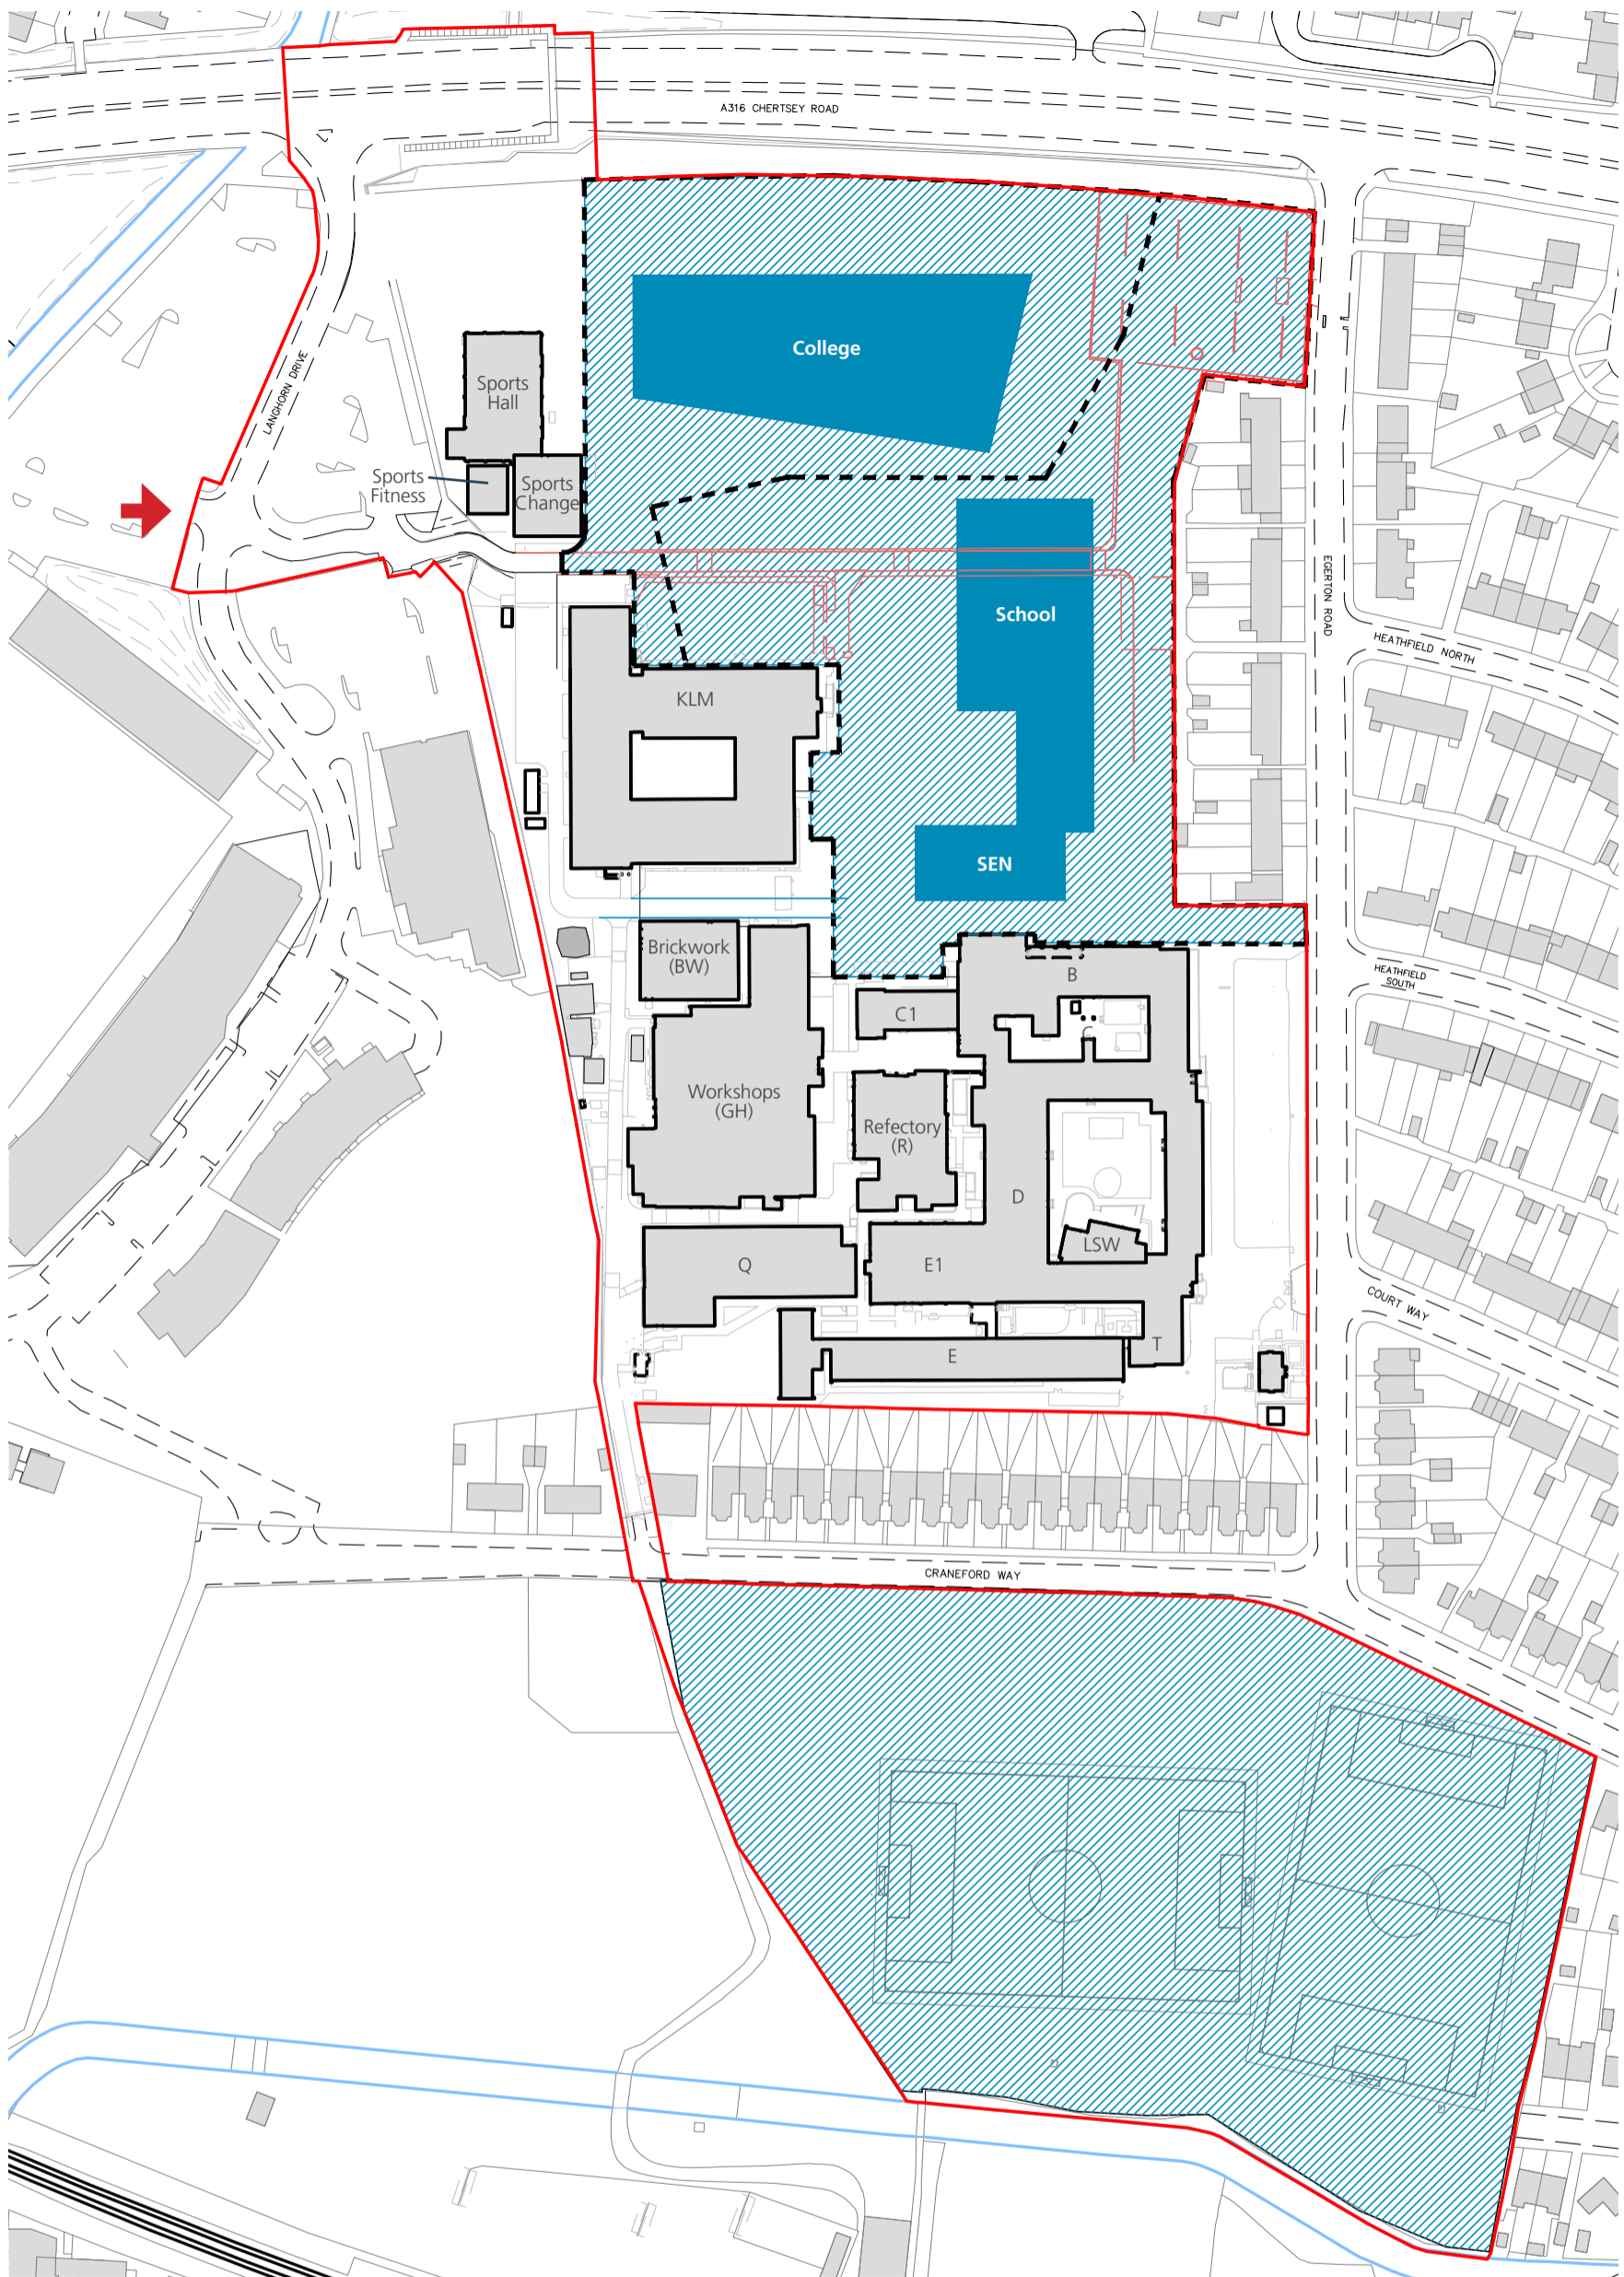 A316 CHERTSEY ROAD
College
LANGHORN DRIVE
Sports
Hall
Sports
Fitness
Sports
Change
School
EGERTON ROAD
HEATHFIELD NORTH
KLM
SEN
Brickwork
(BW)
B
HEATHFIELD
SOUTH
C1
C
Workshops
(GH)
Refectory
(R)
D
LSW
Q
E1
COURT WAY
E
T
CRANEFORD WAY